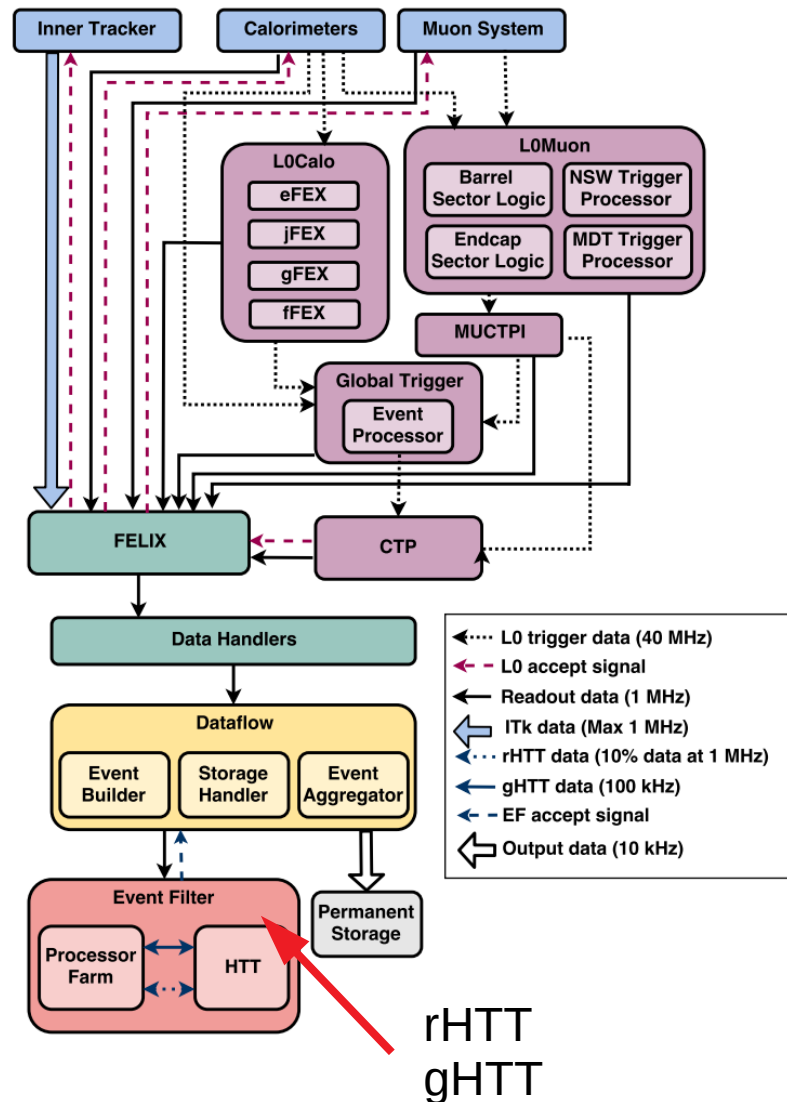 Inner Tracker
Calorimeters
Muon System
L0Calo
eFEX
jFEX
gFEX
fFEX
L0Muon
Barrel
Sector Logic
NSW Trigger
Processor
Endcap
Sector Logic
MDT Trigger
Processor
MUCTPI
Global Trigger
Event
Processor
FELIX
CTP
Data Handlers
Dataflow
Event
Builder
Storage
Handler
Event
Aggregator
Event Filter
Processor
Farm
HTT
Permanent
Storage
L0 trigger data (40 MHz)
L0 accept signal
Readout data (1 MHz)
ITk data (Max 1 MHz)
rHTT data (10% data at 1 MHz)
gHTT data (100 kHz)
EF accept signal
Output data (10 kHz)
rHTT
gHTT